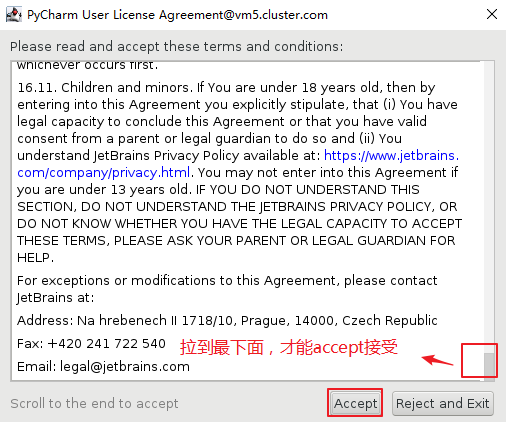 PyCharm User License Agreement@vm5.cluster.com
Please read and accept these terms and conditions:
whichever occurs first.
16.11. Children and minors. If You are under 18 years old, then by
entering into this Agreement you explicitly stipulate, that (i) You have
legal capacity to conclude this Agreement or that you have valid
consent from a parent or legal guardian to do so and (ii) You
understand JetBrains Privacy Policy available at: https://www.jetbrains.
com/company/privacy.html. You may not enter into this Agreement if
you are under 13 years old. IF YOU DO NOT UNDERSTAND THIS
SECTION, DO NOT UNDERSTAND THE JETBRAINS PRIVACY POLICY, OR
DO NOT KNOW WHETHER YOU HAVE THE LEGAL CAPACITY TO ACCEPT
THESE TERMS, PLEASE ASK YOUR PARENT OR LEGAL GUARDIAN FOR
HELP.
For exceptions or modifications to this Agreement, please contact
JetBrains at:
Address: Na hrebenech II 1718/10, Prague, 14000, Czech Republic
Fax: +420 241 722 540
拉到最下面，才能accept接受
Email: legal@jetbrains.com
Scroll to the end to accept
Accept
Reject and Exit